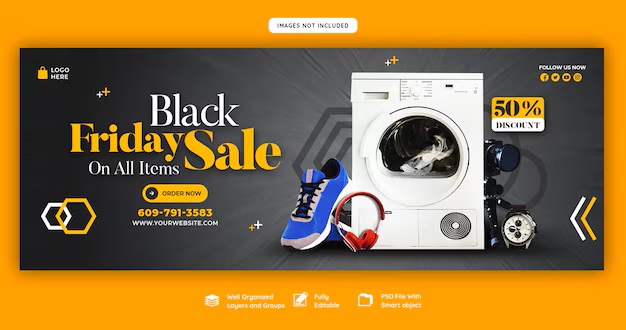 IMAGES NOT INCLUDED
LOGO
HERE
FOLLOW US NOW
Black
Friday Sale
On All Items
50%
DISCOUNT
ORDER NOW
609-791-3583
WWW.YOURWEBSITE.COM
Well Organized
Layers and Groups
Fully
Editable
PSD File With
Smart object